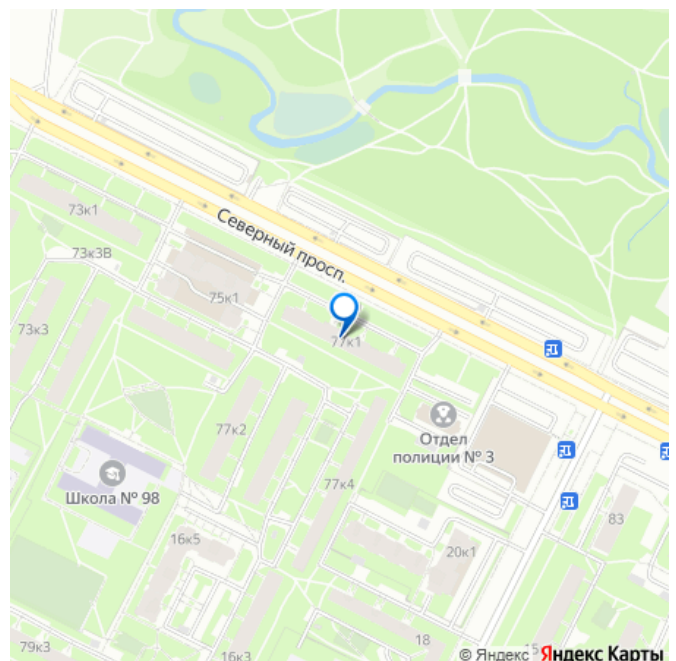 73к1
Северный просп.
73к3В
75к1
73к3
77к1
77к2
Отдел
полиции № 3
Школа № 98
77к4
83
16к5
20к1
18
79к3
16к3
© Яндекс Яндекс Карты